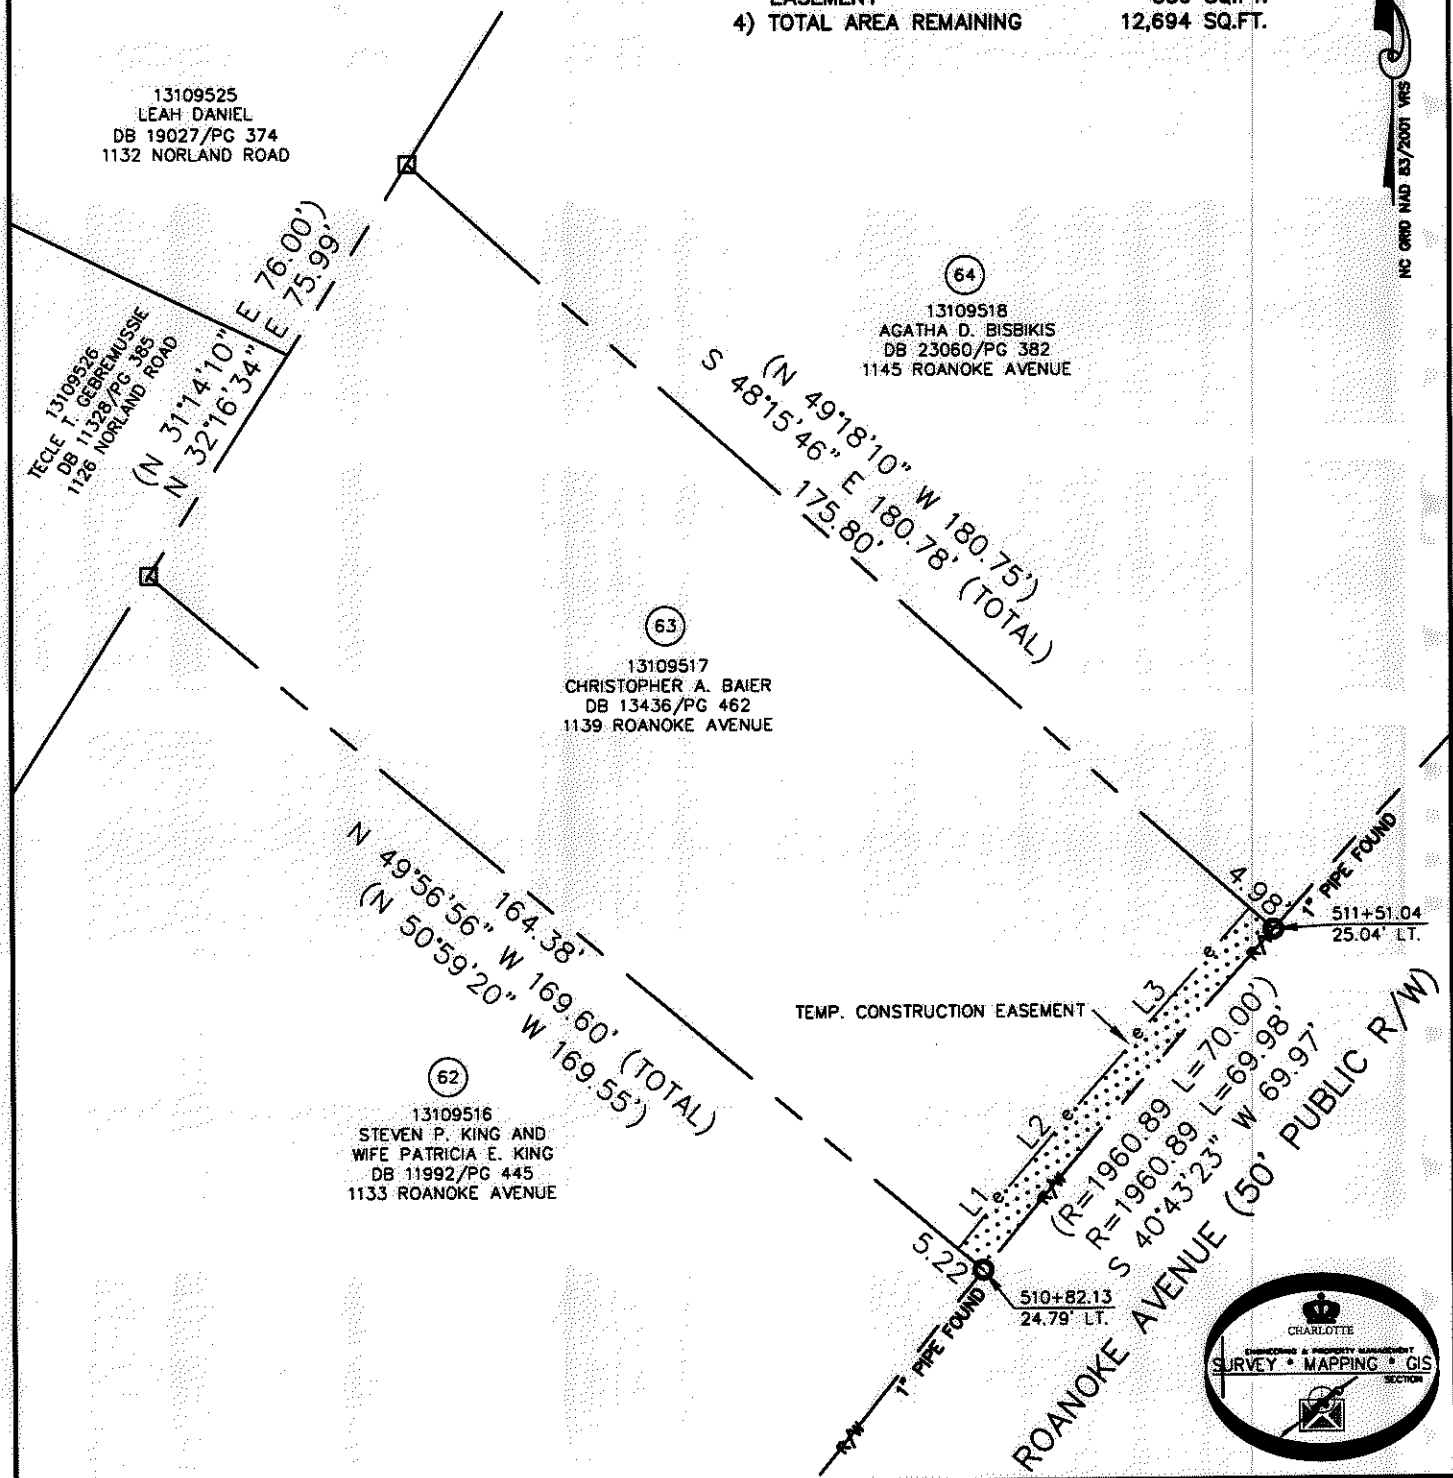 EASEMENT
4) TOTAL AREA REMAINING 12,694 SQ.FT.
NC GRID NAD 83/2001 VRS
13109525
LEAH DANIEL
DB 19027/PG 374
1132 NORLAND ROAD
(N 31°14'10" E 76.00')
N 32°16'34" E 75.99'
13109526
TECLE T. GEBREMUSSIE
DB 11328/PG 385
1126 NORLAND ROAD
64
13109518
AGATHA D. BISBIKIS
DB 23060/PG 382
1145 ROANOKE AVENUE
(N 49°18'10" W 180.75')
S 48°15'46" E 180.78' (TOTAL)
175.80'
63
13109517
CHRISTOPHER A. BAIER
DB 13436/PG 462
1139 ROANOKE AVENUE
164.38'
N 49°56'56" W 169.60' (TOTAL)
(N 50°59'20" W 169.55')
62
13109516
STEVEN P. KING AND
WIFE PATRICIA E. KING
DB 11992/PG 445
1133 ROANOKE AVENUE
4.98'
1" PIPE FOUND
511+51.04
25.04' LT.
R/W
TEMP. CONSTRUCTION EASEMENT
e
L3
e
L2
e
L1
e
R/W
5.22'
(R=1960.89 L=70.00')
R=1960.89 L=69.98'
S 40°43'23" W 69.97'
ROANOKE AVENUE (50' PUBLIC R/W)
510+82.13
24.79' LT.
1" PIPE FOUND
R/W
CHARLOTTE
ENGINEERING & PROPERTY MANAGEMENT
SURVEY * MAPPING * GIS
SECTION